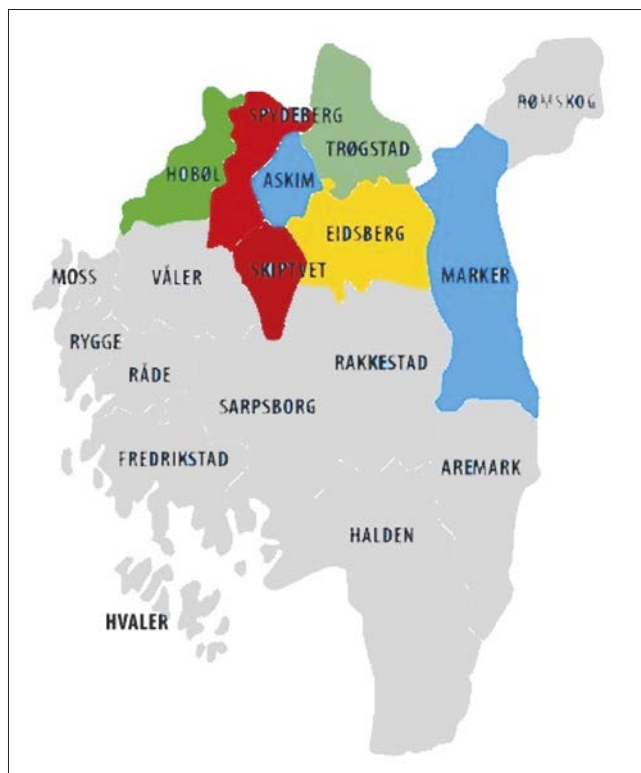 RØMSKOG
SPYDEBERG
TRØGSTAD
HOBØL
ASKIM
EIDSBERG
MOSS
VÅLER
SKIPTVET
MARKER
RYGGE
RAKKESTAD
RÅDE
SARPSBORG
FREDRIKSTAD
AREMARK
HALDEN
HVALER